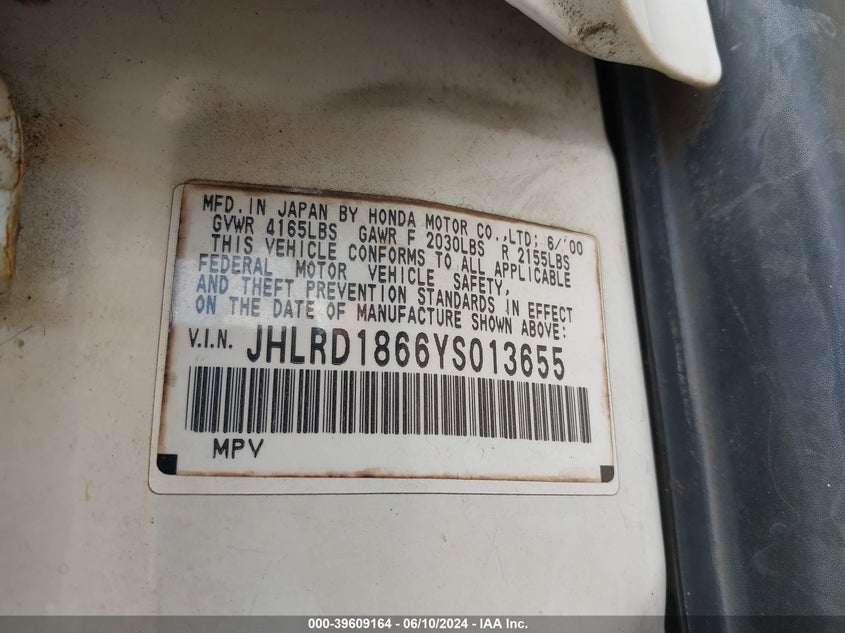 MFD. IN JAPAN BY HONDA MOTOR CO.,LTD; 6/'00
GVWR 4165LBS GAWR F 2030LBS R 2155LBS
THIS VEHICLE CONFORMS TO ALL APPLICABLE
FEDERAL MOTOR VEHICLE SAFETY,
AND THEFT PREVENTION STANDARDS IN EFFECT
ON THE DATE OF MANUFACTURE SHOWN ABOVE:
V.I.N. JHLRD1866YS013655
MPV
000-39609164 - 06/10/2024 - IAA Inc.